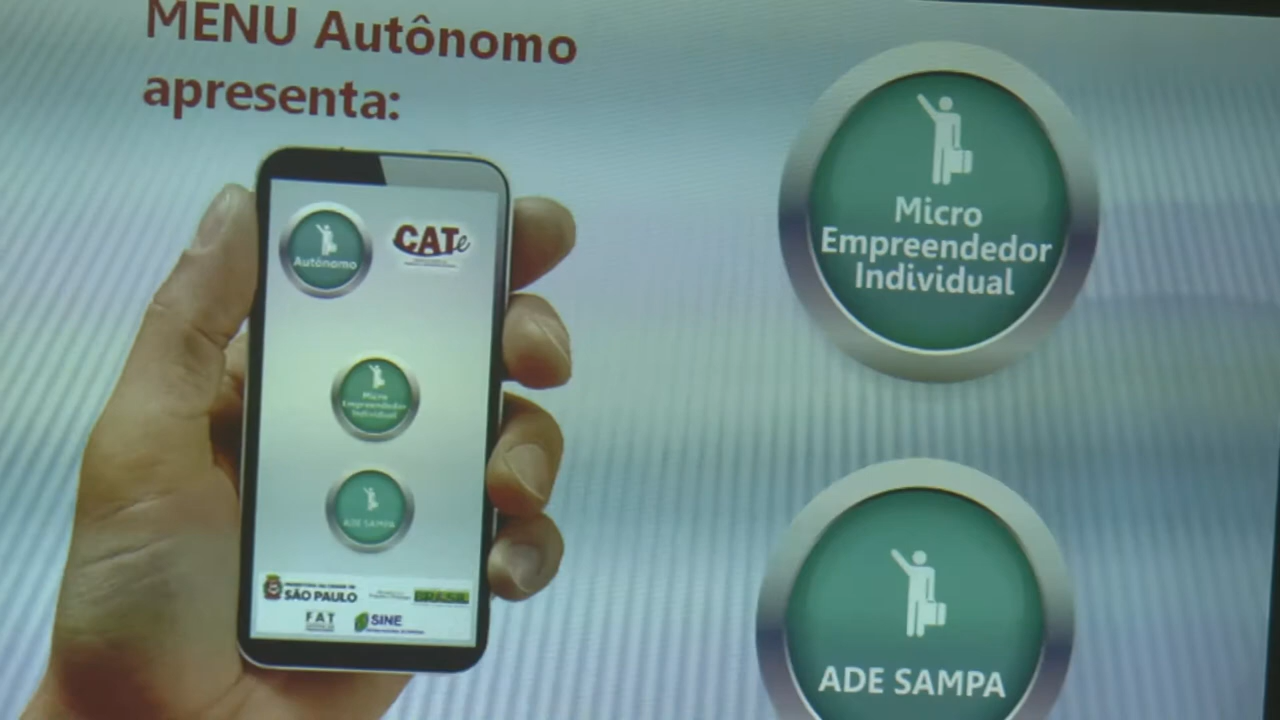 MENU Autônomo
apresenta:
Autônomo
CATe
Micro
Empreendedor
Individual
ADE SAMPA
SÃO PAULO
BRASIL
FAT
SINE
Micro
Empreendedor
Individual
ADE SAMPA